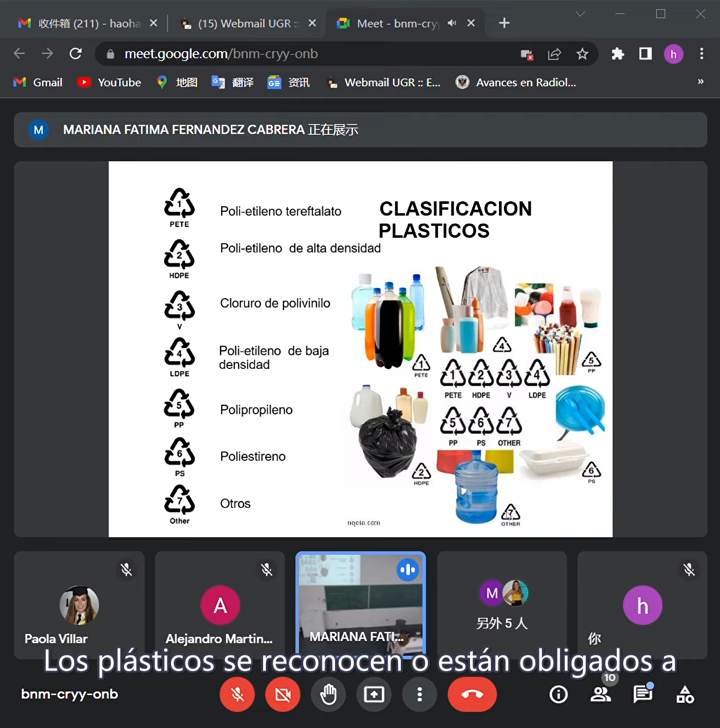 收件箱 (211) - haoha
(15) Webmail UGR ::
Meet - bnm-cry
meet.google.com/bnm-cryy-onb
h
Gmail
YouTube
地图
翻译
资讯
Webmail UGR :: E...
Avances en Radiol...
»
M
MARIANA FATIMA FERNANDEZ CABRERA 正在展示
CLASIFICACION
PLASTICOS
1
PETE
Poli-etileno tereftalato
2
HDPE
Poli-etileno de alta densidad
3
V
Cloruro de polivinilo
4
LDPE
Poli-etileno de baja
densidad
5
PP
Polipropileno
6
PS
Poliestireno
7
Other
Otros
1
PETE
4
5
PP
1
PETE
2
HDPE
3
V
4
LDPE
5
PP
6
PS
7
OTHER
2
HDPE
6
PS
7
OTHER
Paola Villar
A
Alejandro Martin...
MARIANA FATI...
M
另外 5 人
h
你
Los plásticos se reconocen o están obligados a
bnm-cryy-onb
10